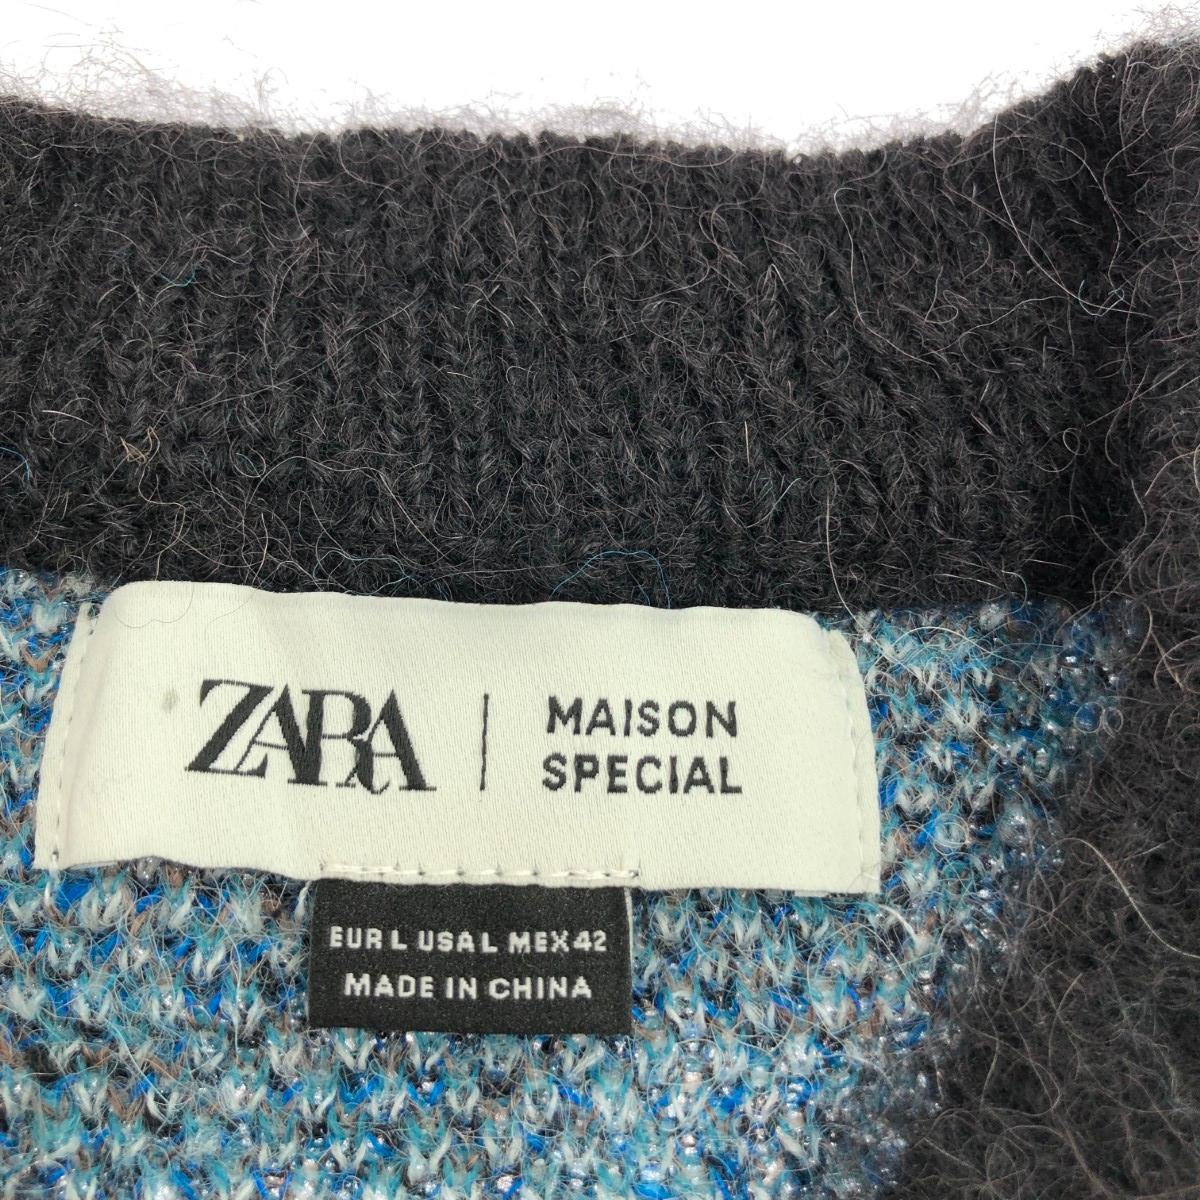 ZARA | MAISON
SPECIAL
EUR L USA L MEX 42
MADE IN CHINA